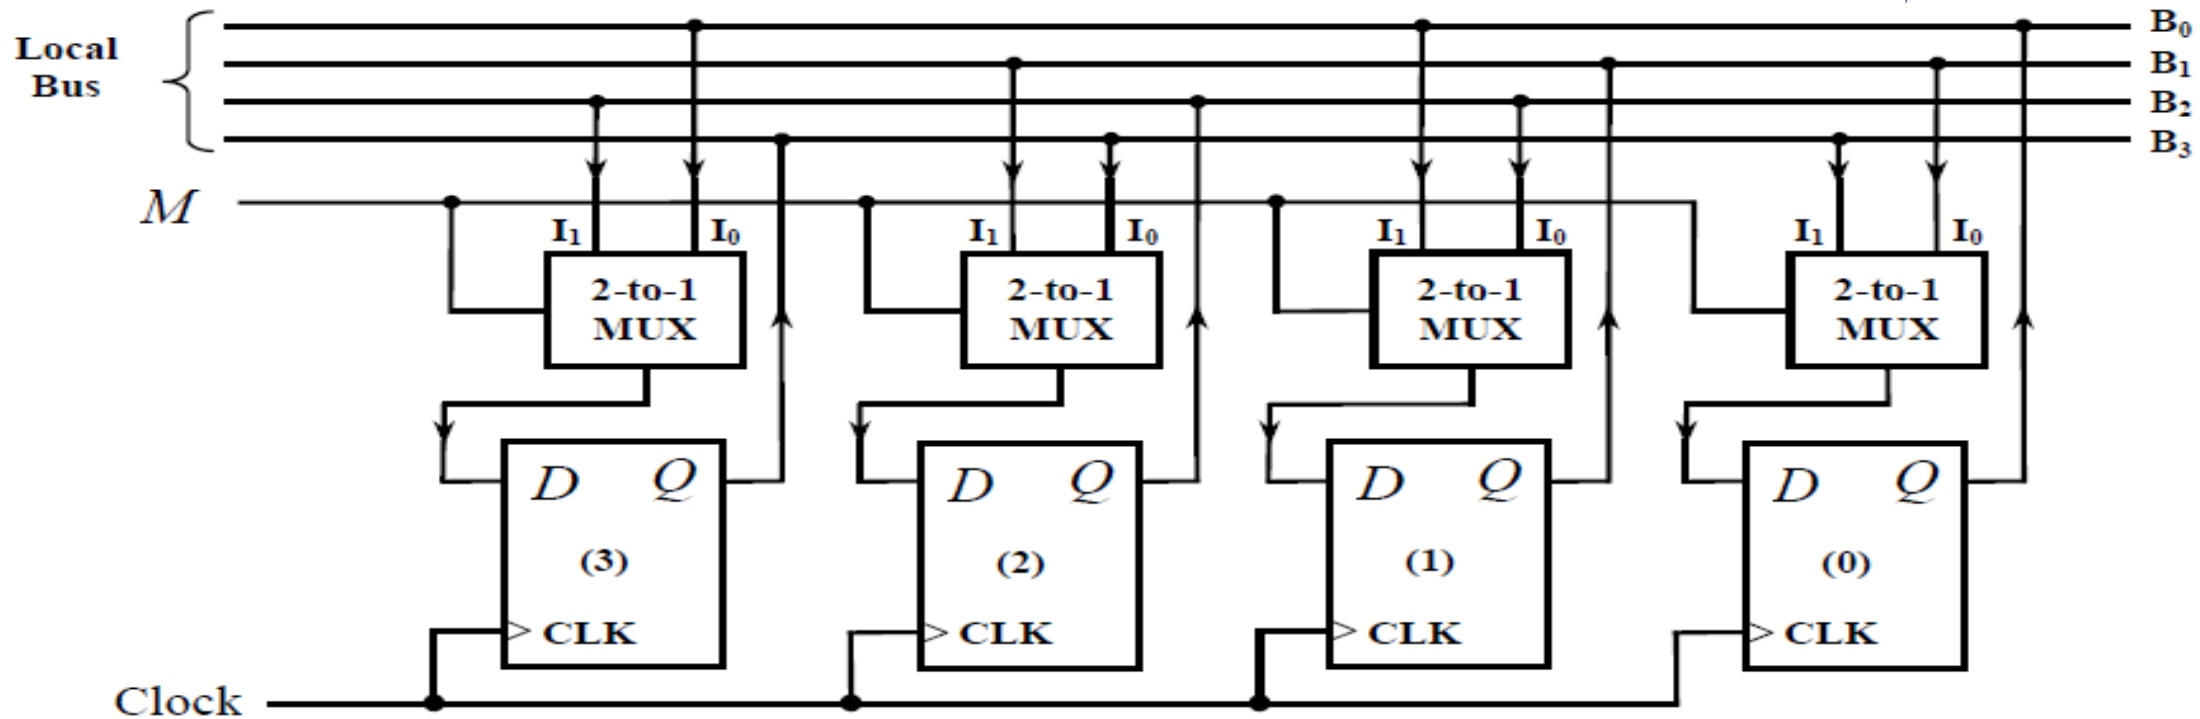 Local
Bus
B₀
B₁
B₂
B₃
M
I₁ I₀ I₁ I₀ I₁ I₀ I₁ I₀
2-to-1 2-to-1 2-to-1 2-to-1
MUX MUX MUX MUX
D Q D Q D Q D Q
(3) (2) (1) (0)
CLK CLK CLK CLK
Clock